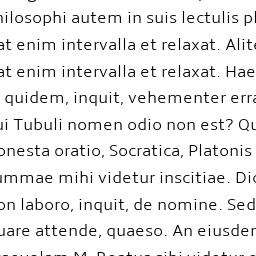 hilosophi autem in suis lectulis pl
at enim intervalla et relaxat. Alite
at enim intervalla et relaxat. Hae
quidem, inquit, vehementer erra
ui Tubuli nomen odio non est? Qu
onesta oratio, Socratica, Platonis
ummae mihi videtur inscitiae. Dic
on laboro, inquit, de nomine. Sed
uare attende, quaeso. An eiusder